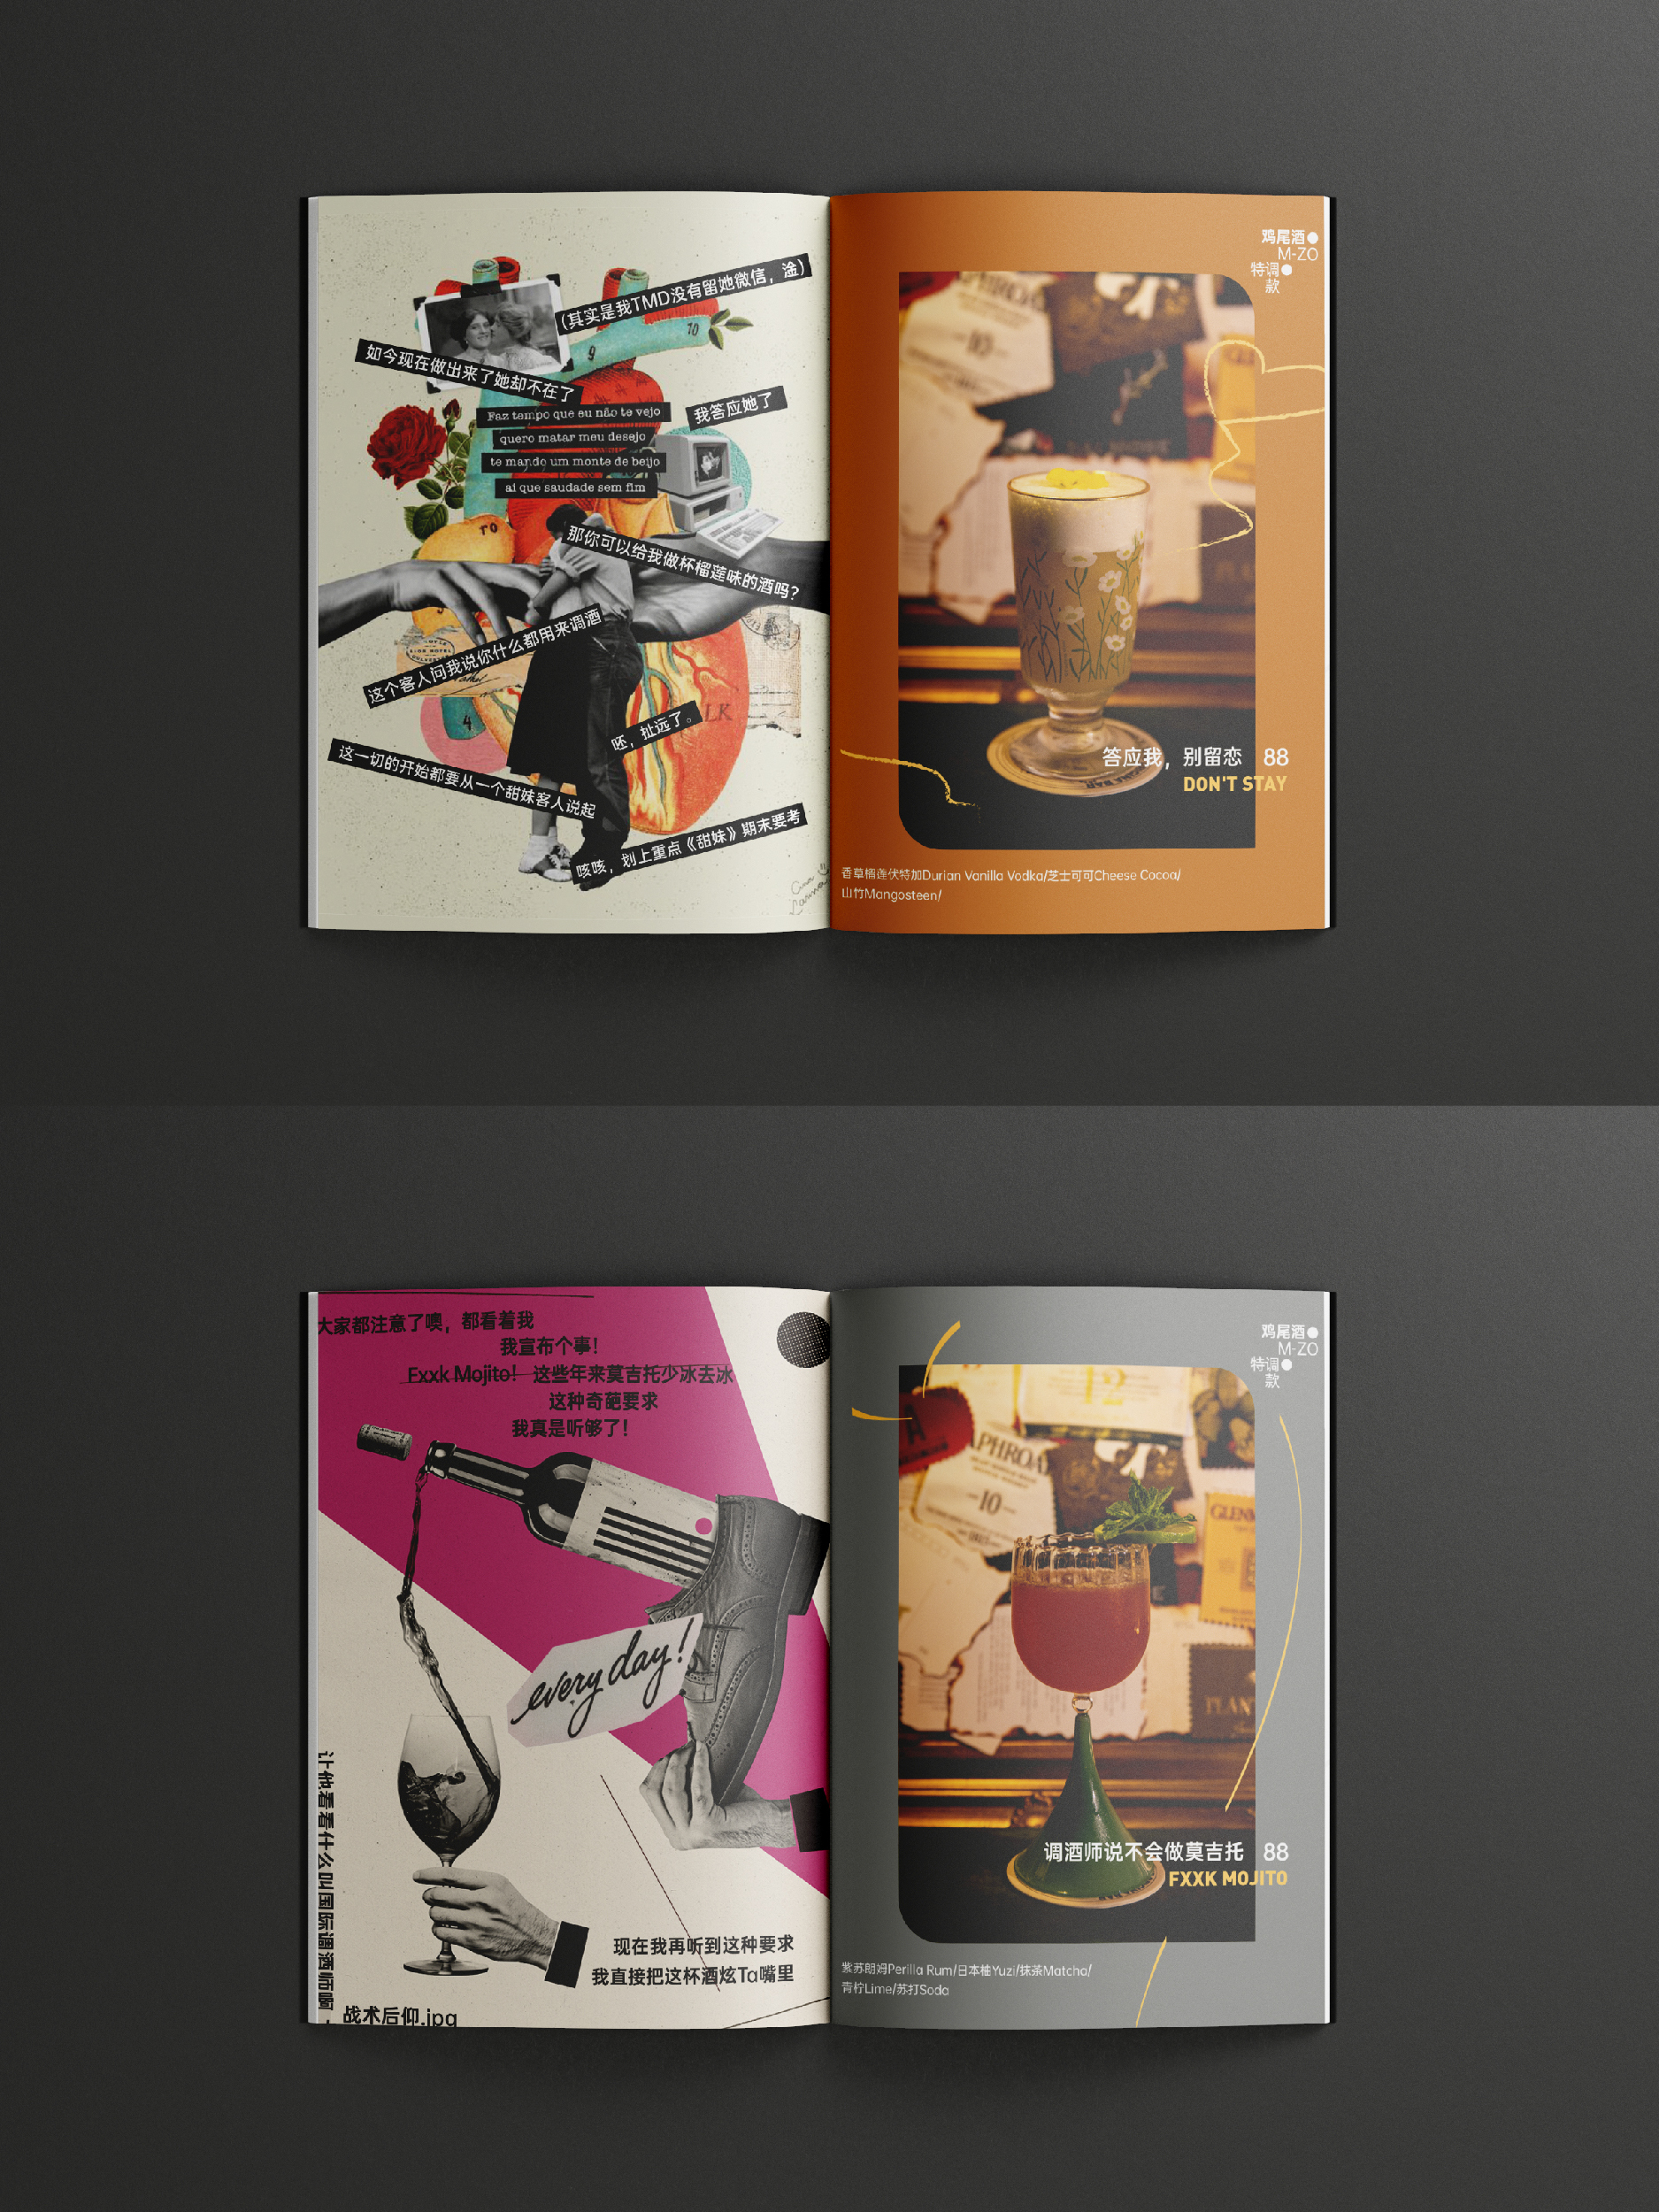 (其实是我TMD没有留她微信，淦)
10
9
如今现在做出来了她却不在了
Faz tempo que eu não te vejo
quero matar meu desejo
te mando um monte de beijo
ai que saudade sem fim
我答应她了
10
那你可以给我做杯榴莲味的酒吗?
这个客人问我说你什么都用来调酒
4
LK
呸，扯远了。
这一切的开始都要从一个甜妹客人说起
咳咳，划上重点《甜妹》期末要考
鸡尾酒
M-ZO
特调
款
10
答应我，别留恋 88
DON'T STAY
香草榴莲伏特加Durian Vanilla Vodka/芝士可可Cheese Cocoa/
山竹Mangosteen/
大家都注意了噢，都看着我
我宣布个事!
Fxxk Mojito! 这些年来莫吉托少冰去冰
这种奇葩要求
我真是听够了!
every day!
让他看看什么叫国际调酒师啊
现在我再听到这种要求
我直接把这杯酒炫Ta嘴里
战术后仰.jpg
鸡尾酒
M-ZO
特调
款
12
APHROA
10
GLEN
PLANT
调酒师说不会做莫吉托 88
FXXK MOJITO
紫苏朗姆Perilla Rum/日本柚Yuzi/抹茶Matcha/
青柠Lime/苏打Soda